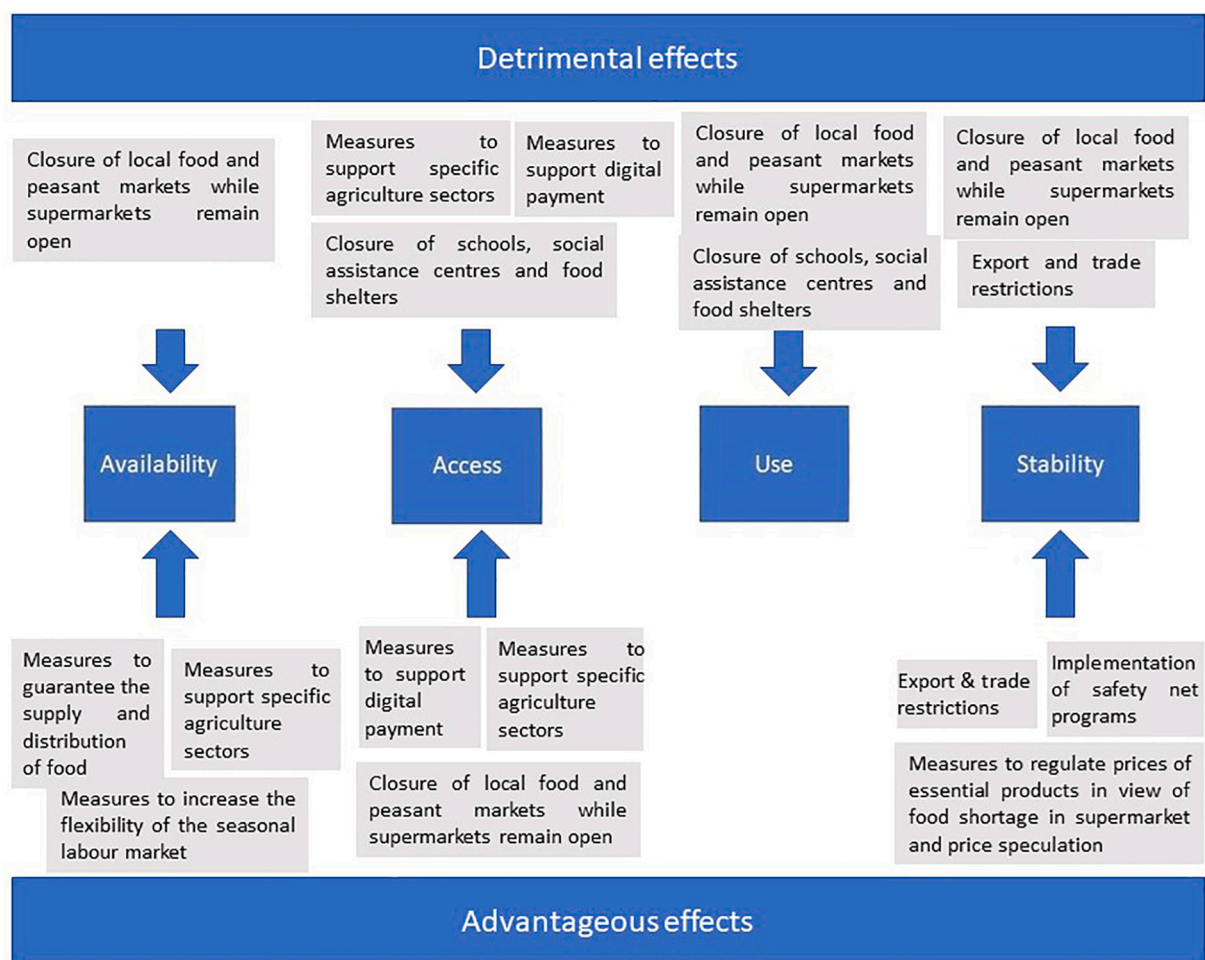 Detrimental effects
Closure of local food and
peasant markets while
supermarkets remain
open
Measures to
support specific
agriculture sectors
Measures to
support digital
payment
Closure of schools, social
assistance centres and food
shelters
Closure of local food
and peasant markets
while supermarkets
remain open
Closure of schools, social
assistance centres and
food shelters
Closure of local food
and peasant markets
while supermarkets
remain open
Export and trade
restrictions
Availability
Access
Use
Stability
Measures to
guarantee the
supply and
distribution
of food
Measures to
support specific
agriculture
sectors
Measures to increase the
flexibility of the seasonal
labour market
Measures
to support
digital
payment
Measures to
support specific
agriculture
sectors
Closure of local food and
peasant markets while
supermarkets remain open
Export & trade
restrictions
Implementation
of safety net
programs
Measures to regulate prices of
essential products in view of
food shortage in supermarket
and price speculation
Advantageous effects